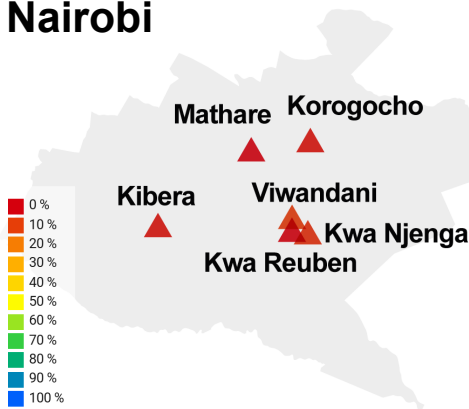 Nairobi
Mathare
Korogocho
Kibera
Viwandani
Kwa Njenga
Kwa Reuben
0 %
10 %
20 %
30 %
40 %
50 %
60 %
70 %
80 %
90 %
100 %